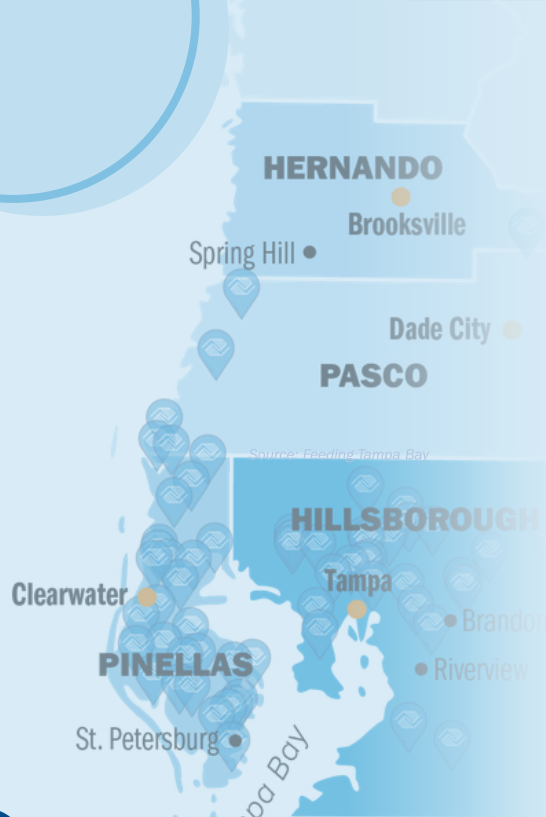 HERNANDO
Brooksville
Spring Hill
Dade City
PASCO
Source: Feeding Tampa Bay
HILLSBOROUGH
Tampa
Clearwater
Brandon
PINELLAS
Riverview
St. Petersburg
pa Bay